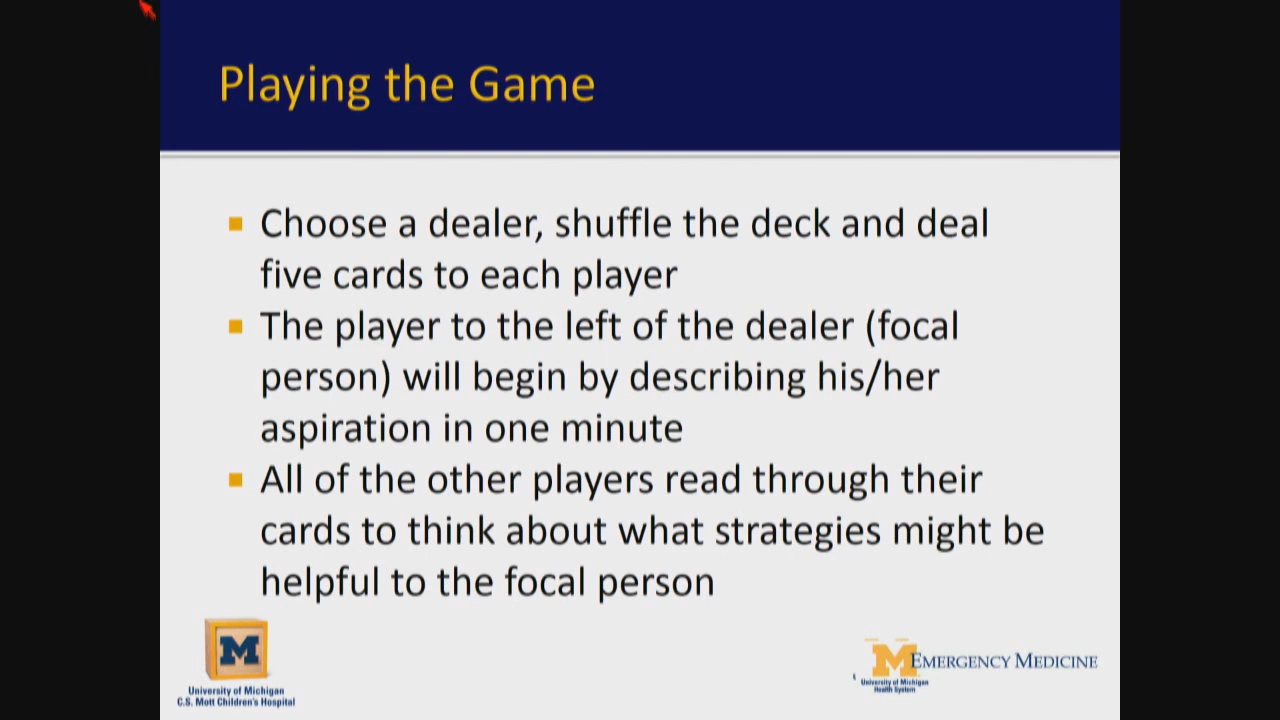 Playing the Game
Choose a dealer, shuffle the deck and deal
five cards to each player
The player to the left of the dealer (focal
person) will begin by describing his/her
aspiration in one minute
All of the other players read through their
cards to think about what strategies might be
helpful to the focal person
M
University of Michigan
C.S. Mott Children's Hospital
M EMERGENCY MEDICINE
University of Michigan
Health System